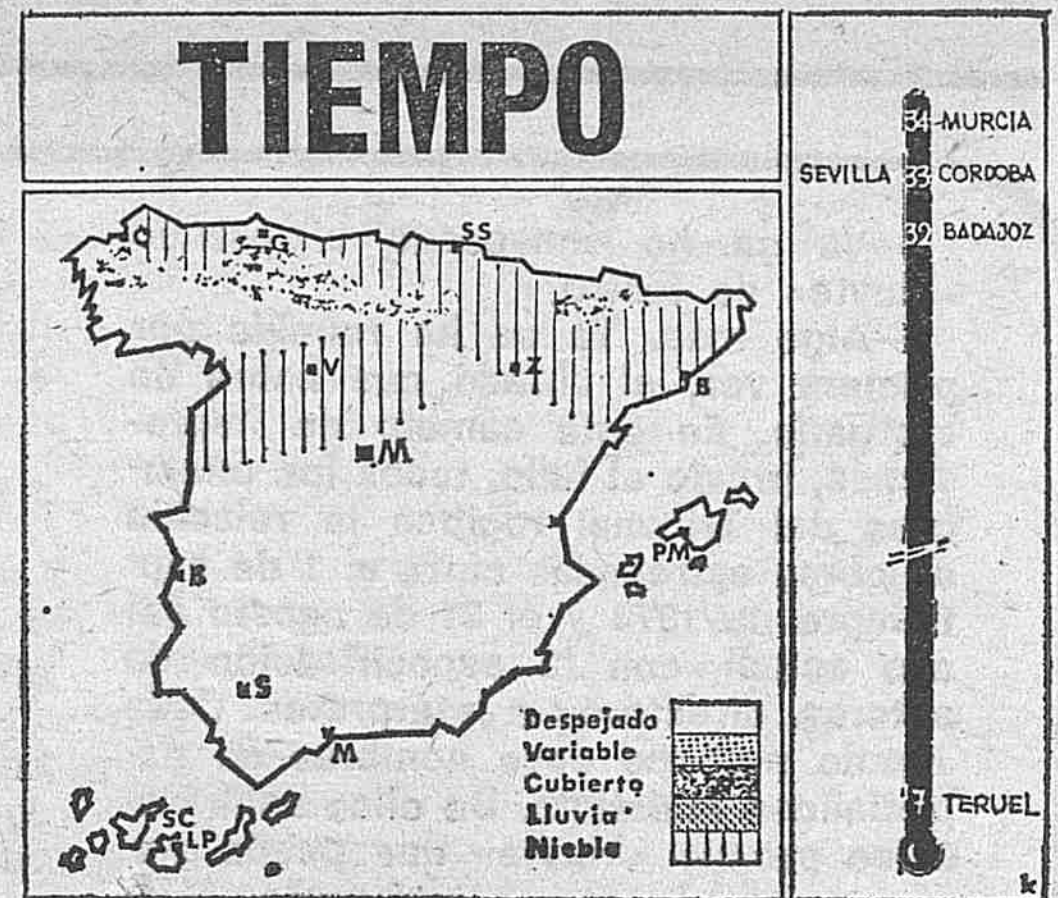 TIEMPO
34 MURCIA
SEVILLA 33 CORDOBA
32 BADAJOZ
C
G
SS
V
Z
B
M
PM
B
S
M
SC
LP
Despejado
Variable
Cubierto
Lluvia
Niebla
7 TERUEL
k